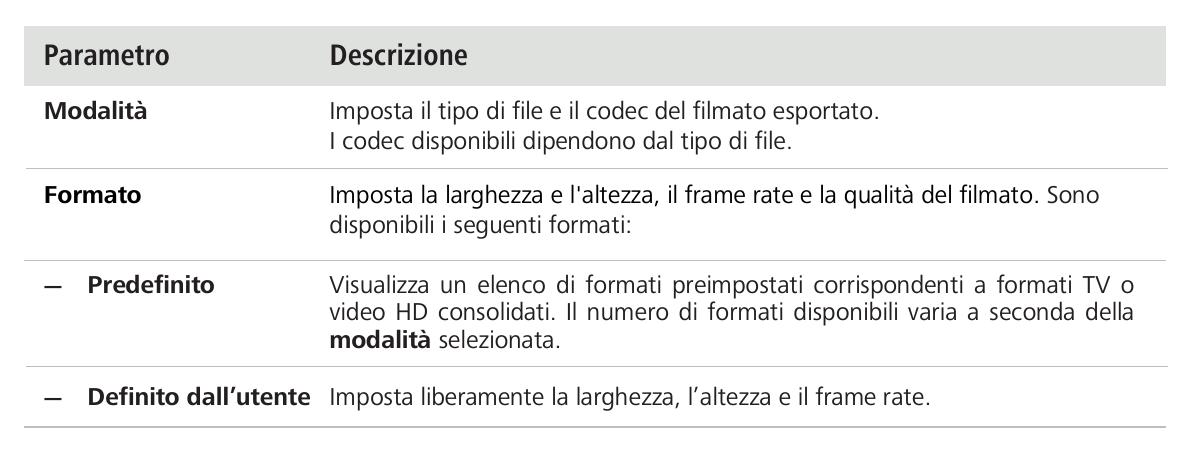 Parametro Descrizione
Modalità Imposta il tipo di file e il codec del filmato esportato.
I codec disponibili dipendono dal tipo di file.
Formato Imposta la larghezza e l'altezza, il frame rate e la qualità del filmato. Sono
disponibili i seguenti formati:
— Predefinito Visualizza un elenco di formati preimpostati corrispondenti a formati TV o
video HD consolidati. Il numero di formati disponibili varia a seconda della
modalità selezionata.
— Definito dall’utente Imposta liberamente la larghezza, l’altezza e il frame rate.